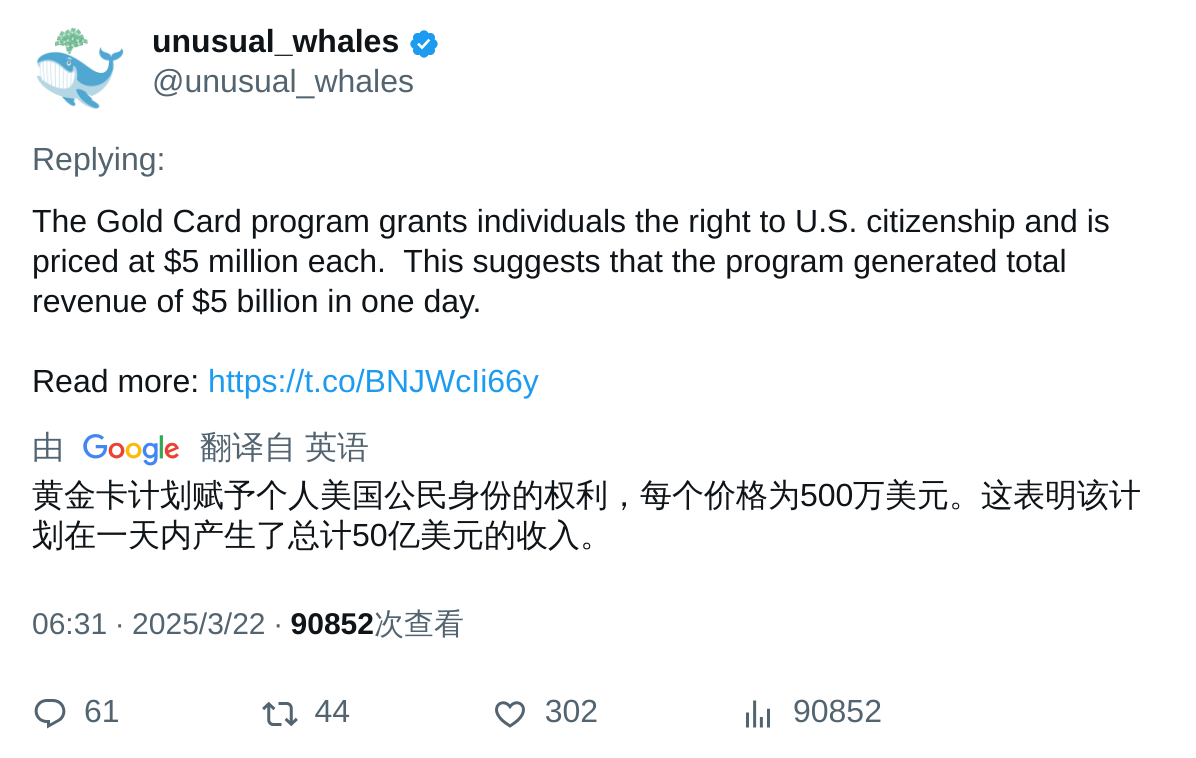 unusual_whales
@unusual_whales
Replying:
The Gold Card program grants individuals the right to U.S. citizenship and is
priced at $5 million each.  This suggests that the program generated total
revenue of $5 billion in one day.
Read more: https://t.co/BNJWcIi66y
由 Google 翻译自 英语
黄金卡计划赋予个人美国公民身份的权利，每个价格为500万美元。这表明该计
划在一天内产生了总计50亿美元的收入。
06:31 · 2025/3/22 · 90852次查看
61 44 302 90852